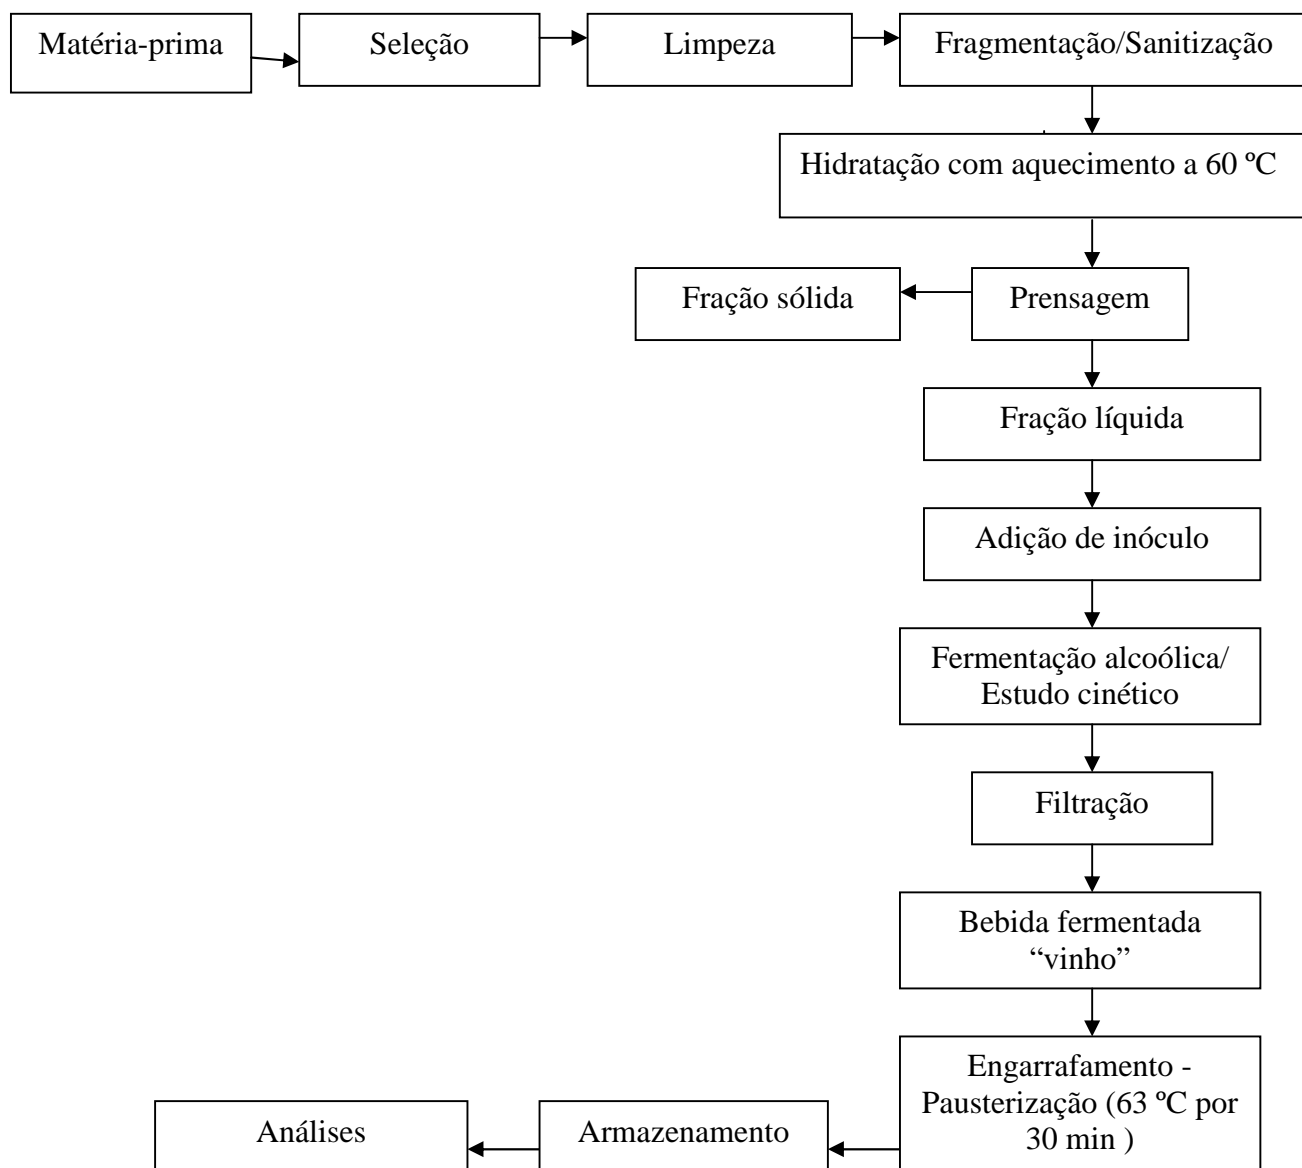 Matéria-prima
Seleção
Limpeza
Fragmentação/Sanitização
Hidratação com aquecimento a 60 ºC
Fração sólida
Prensagem
Fração líquida
Adição de inóculo
Fermentação alcoólica/
Estudo cinético
Filtração
Bebida fermentada
“vinho”
Engarrafamento -
Pausterização (63 ºC por
30 min )
Armazenamento
Análises